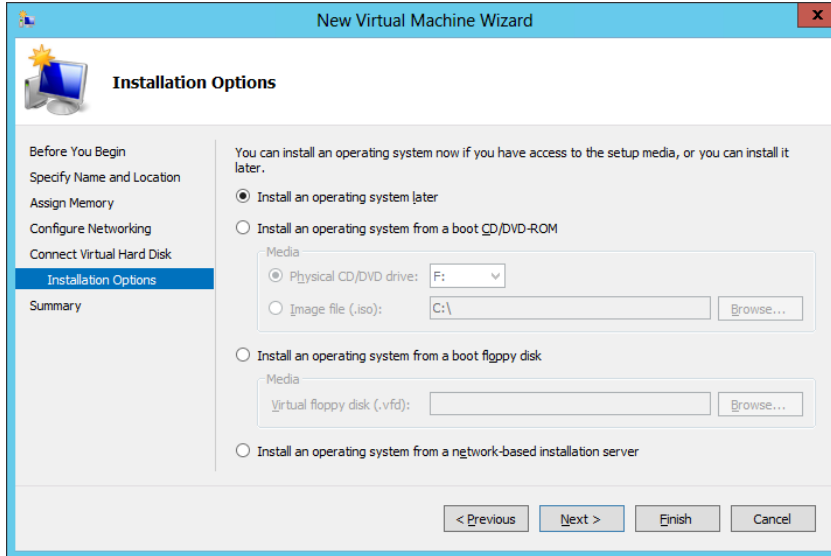 New Virtual Machine Wizard
x
Installation Options
Before You Begin
Specify Name and Location
Assign Memory
Configure Networking
Connect Virtual Hard Disk
Installation Options
Summary
You can install an operating system now if you have access to the setup media, or you can install it
later.
Install an operating system later
Install an operating system from a boot CD/DVD-ROM
Media
Physical CD/DVD drive: F:
Image file (.iso): C:\ Browse...
Install an operating system from a boot floppy disk
Media
Virtual floppy disk (.vfd): Browse...
Install an operating system from a network-based installation server
< Previous Next > Finish Cancel